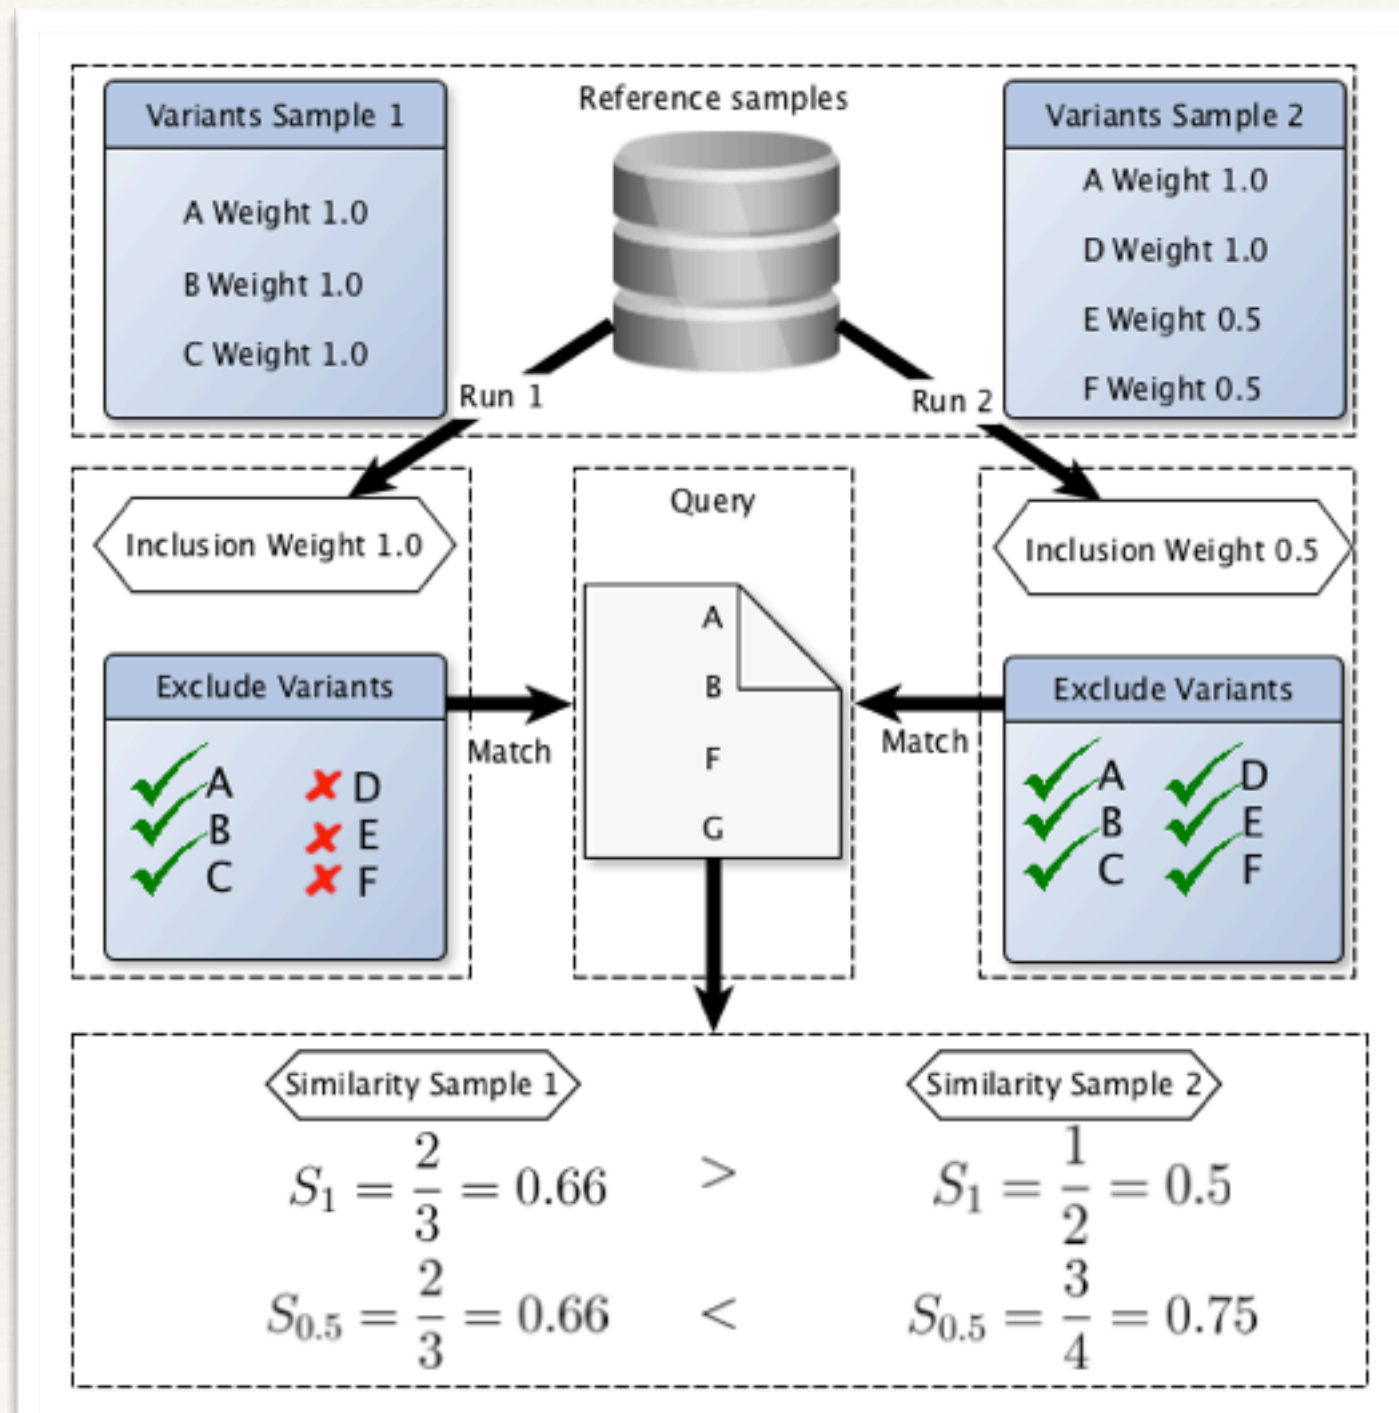 Reference samples
Variants Sample 1
A Weight 1.0
B Weight 1.0
C Weight 1.0
Variants Sample 2
A Weight 1.0
D Weight 1.0
E Weight 0.5
F Weight 0.5
Run 1
Run 2
Inclusion Weight 1.0
Query
Inclusion Weight 0.5
Exclude Variants
✔ A ✘ D
✔ B ✘ E
✔ C ✘ F
Match
A
B
F
G
Match
Exclude Variants
✔ A ✔ D
✔ B ✔ E
✔ C ✔ F
Similarity Sample 1
Similarity Sample 2
S₁ = 2/3 = 0.66 > S₁ = 1/2 = 0.5
S₀.₅ = 2/3 = 0.66 < S₀.₅ = 3/4 = 0.75